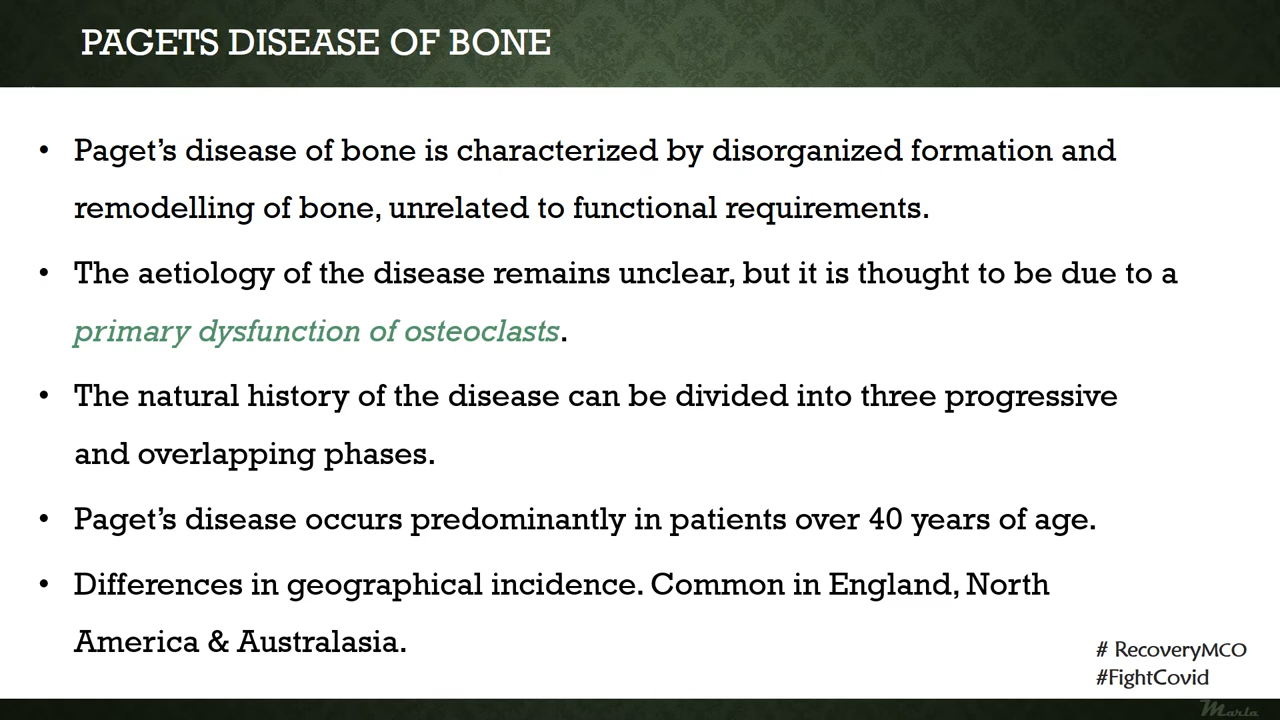 PAGETS DISEASE OF BONE
• Paget’s disease of bone is characterized by disorganized formation and
remodelling of bone, unrelated to functional requirements.
• The aetiology of the disease remains unclear, but it is thought to be due to a
primary dysfunction of osteoclasts.
• The natural history of the disease can be divided into three progressive
and overlapping phases.
• Paget’s disease occurs predominantly in patients over 40 years of age.
• Differences in geographical incidence. Common in England, North
America & Australasia.
# RecoveryMCO
#FightCovid
Marla